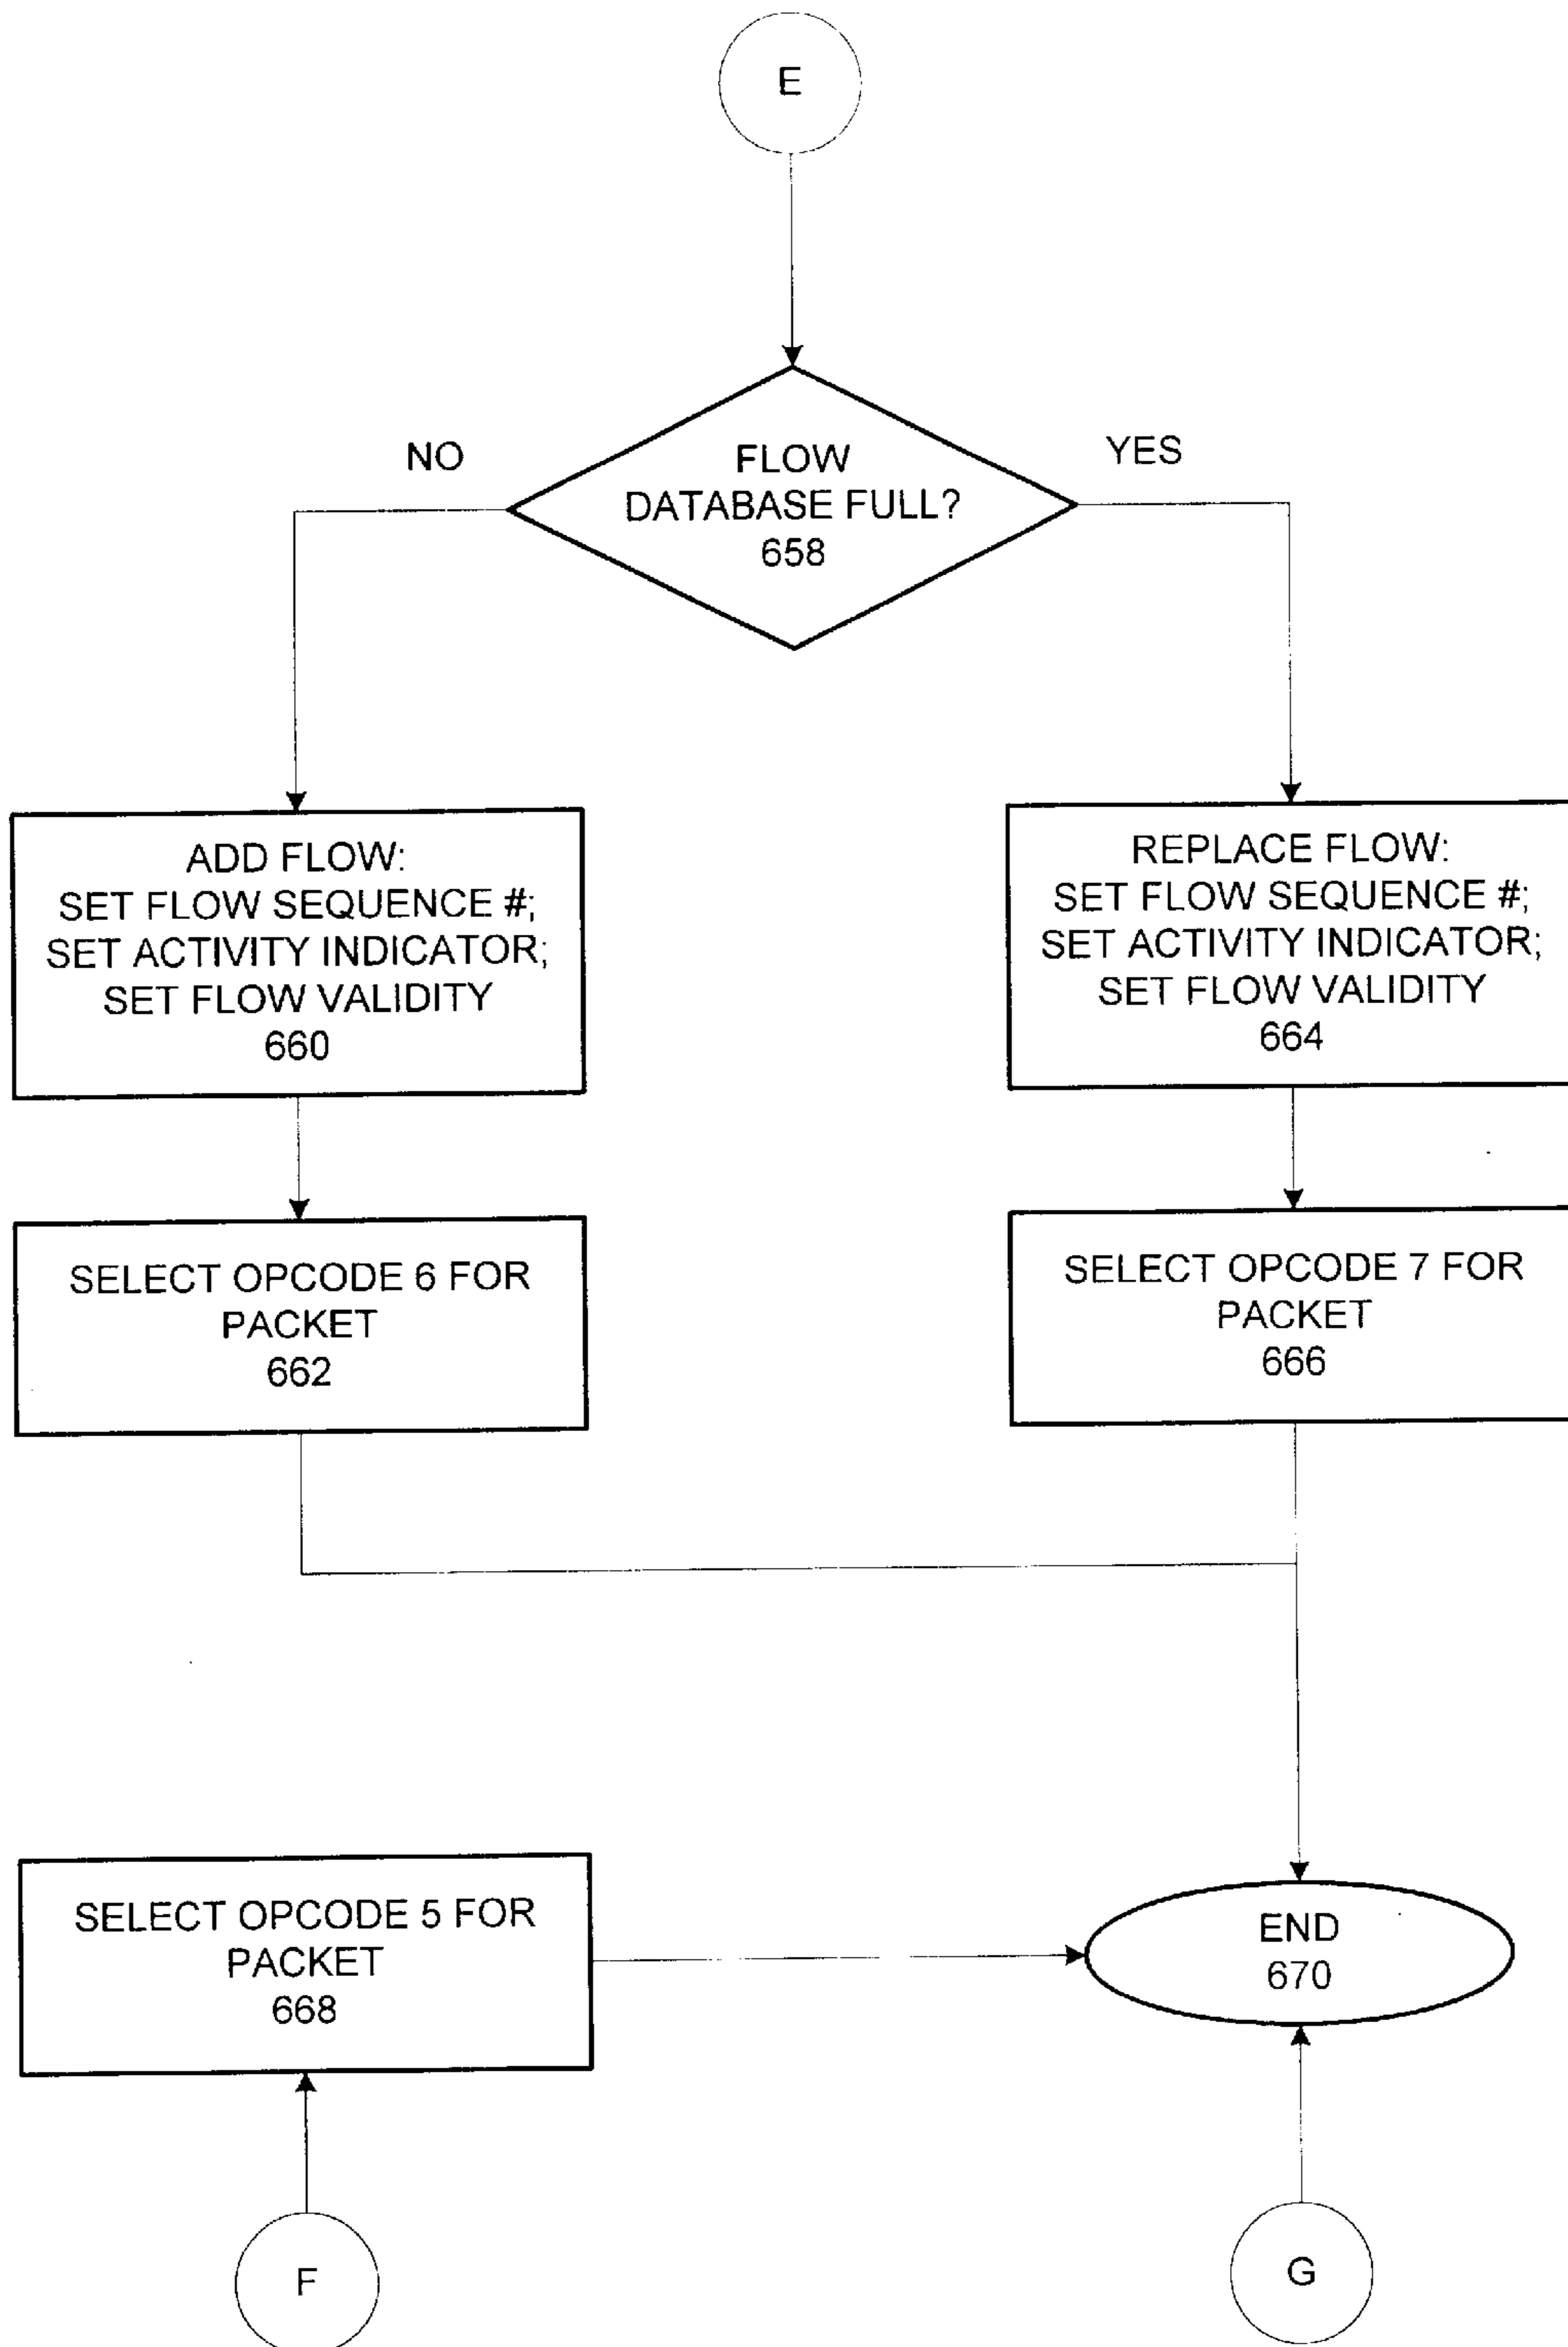 E
NO
YES
FLOW
DATABASE FULL?
658
ADD FLOW:
SET FLOW SEQUENCE #;
SET ACTIVITY INDICATOR;
SET FLOW VALIDITY
660
REPLACE FLOW:
SET FLOW SEQUENCE #;
SET ACTIVITY INDICATOR;
SET FLOW VALIDITY
664
SELECT OPCODE 6 FOR
PACKET
662
SELECT OPCODE 7 FOR
PACKET
666
SELECT OPCODE 5 FOR
PACKET
668
END
670
F
G